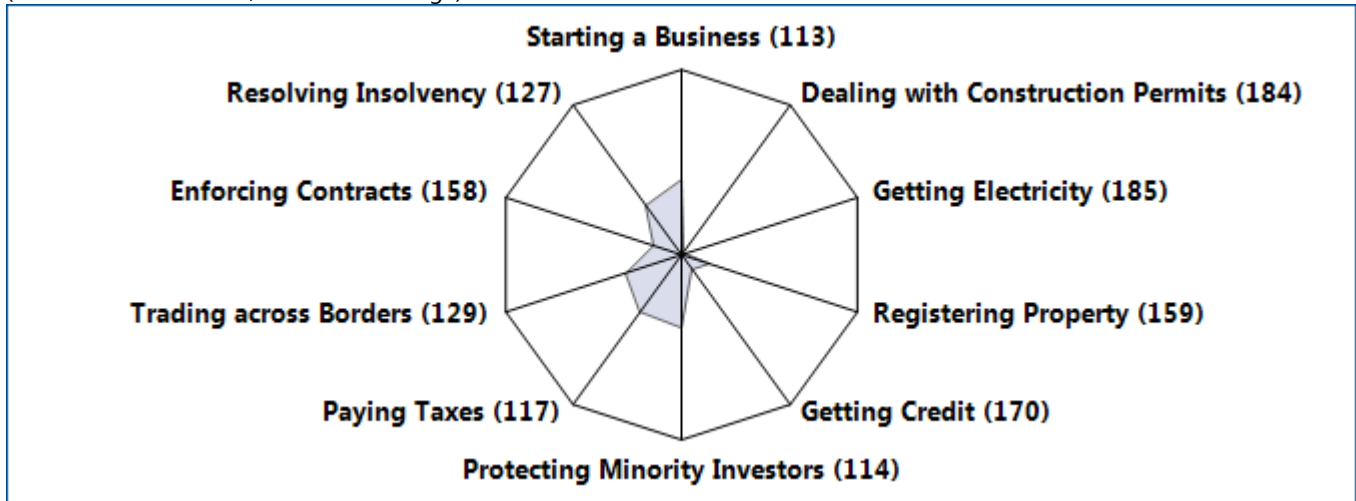 Starting a Business (113)
Resolving Insolvency (127)
Dealing with Construction Permits (184)
Enforcing Contracts (158)
Getting Electricity (185)
Trading across Borders (129)
Registering Property (159)
Paying Taxes (117)
Getting Credit (170)
Protecting Minority Investors (114)